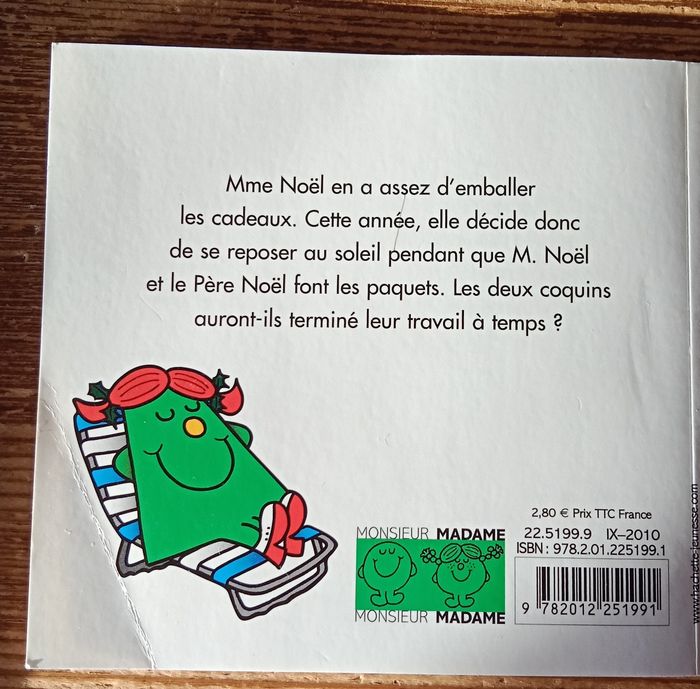 Mme Noël en a assez d'emballer
les cadeaux. Cette année, elle décide donc
de se reposer au soleil pendant que M. Noël
et le Père Noël font les paquets. Les deux coquins
auront-ils terminé leur travail à temps ?
2,80 € Prix TTC France
MONSIEUR MADAME
22.5199.9 IX–2010
ISBN : 978.2.01.225199.1
9 782012 251991
MONSIEUR MADAME
www.hachette-jeunesse.com